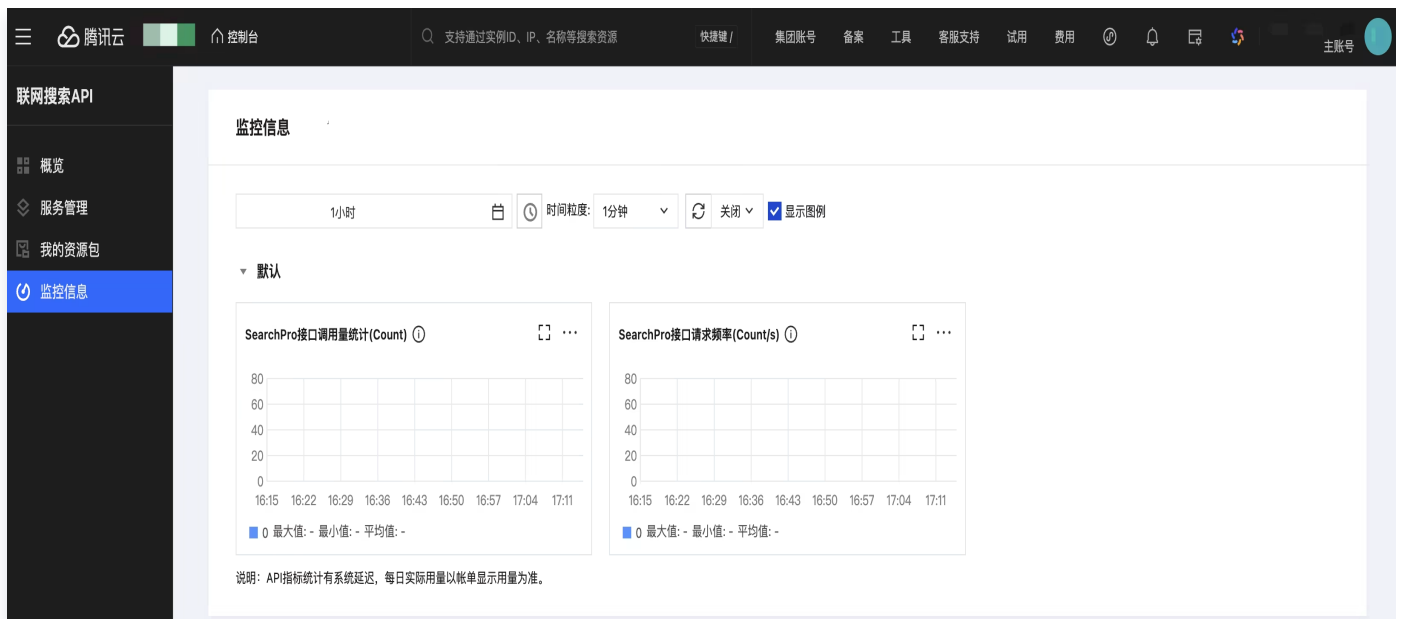 腾讯云 控制台 支持通过实例ID、IP、名称等搜索资源 快捷键 / 集团账号 备案 工具 客服支持 试用 费用 主账号
联网搜索API
概览
服务管理
我的资源包
监控信息
监控信息
1小时 时间粒度: 1分钟 关闭 显示图例
默认
SearchPro接口调用量统计(Count)
80
60
40
20
0
16:15 16:22 16:29 16:36 16:43 16:50 16:57 17:04 17:11
0 最大值: - 最小值: - 平均值: -
SearchPro接口请求频率(Count/s)
80
60
40
20
0
16:15 16:22 16:29 16:36 16:43 16:50 16:57 17:04 17:11
0 最大值: - 最小值: - 平均值: -
说明：API指标统计有系统延迟，每日实际用量以帐单显示用量为准。